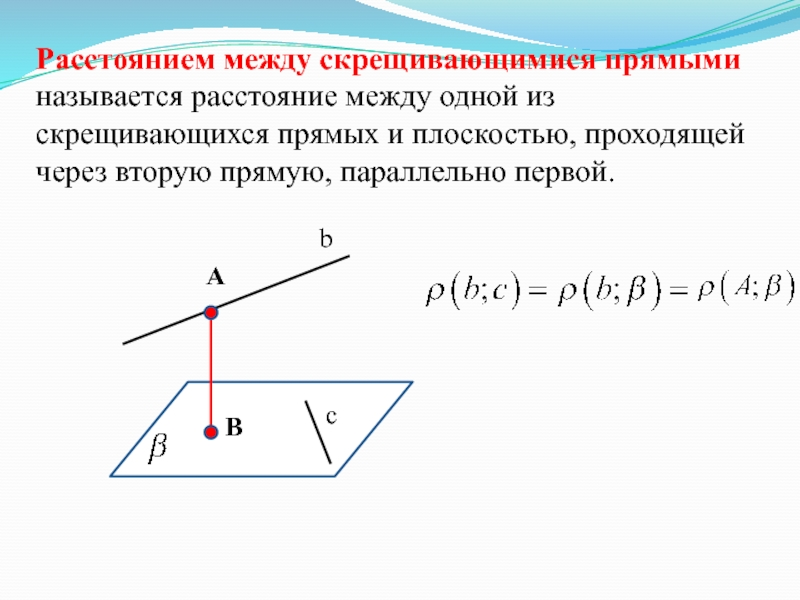 Расстоянием между скрещивающимися прямыми
называется расстояние между одной из
скрещивающихся прямых и плоскостью, проходящей
через вторую прямую, параллельно первой.
b
A
ρ(b;c) = ρ(b;β) = ρ(A;β)
c
B
β